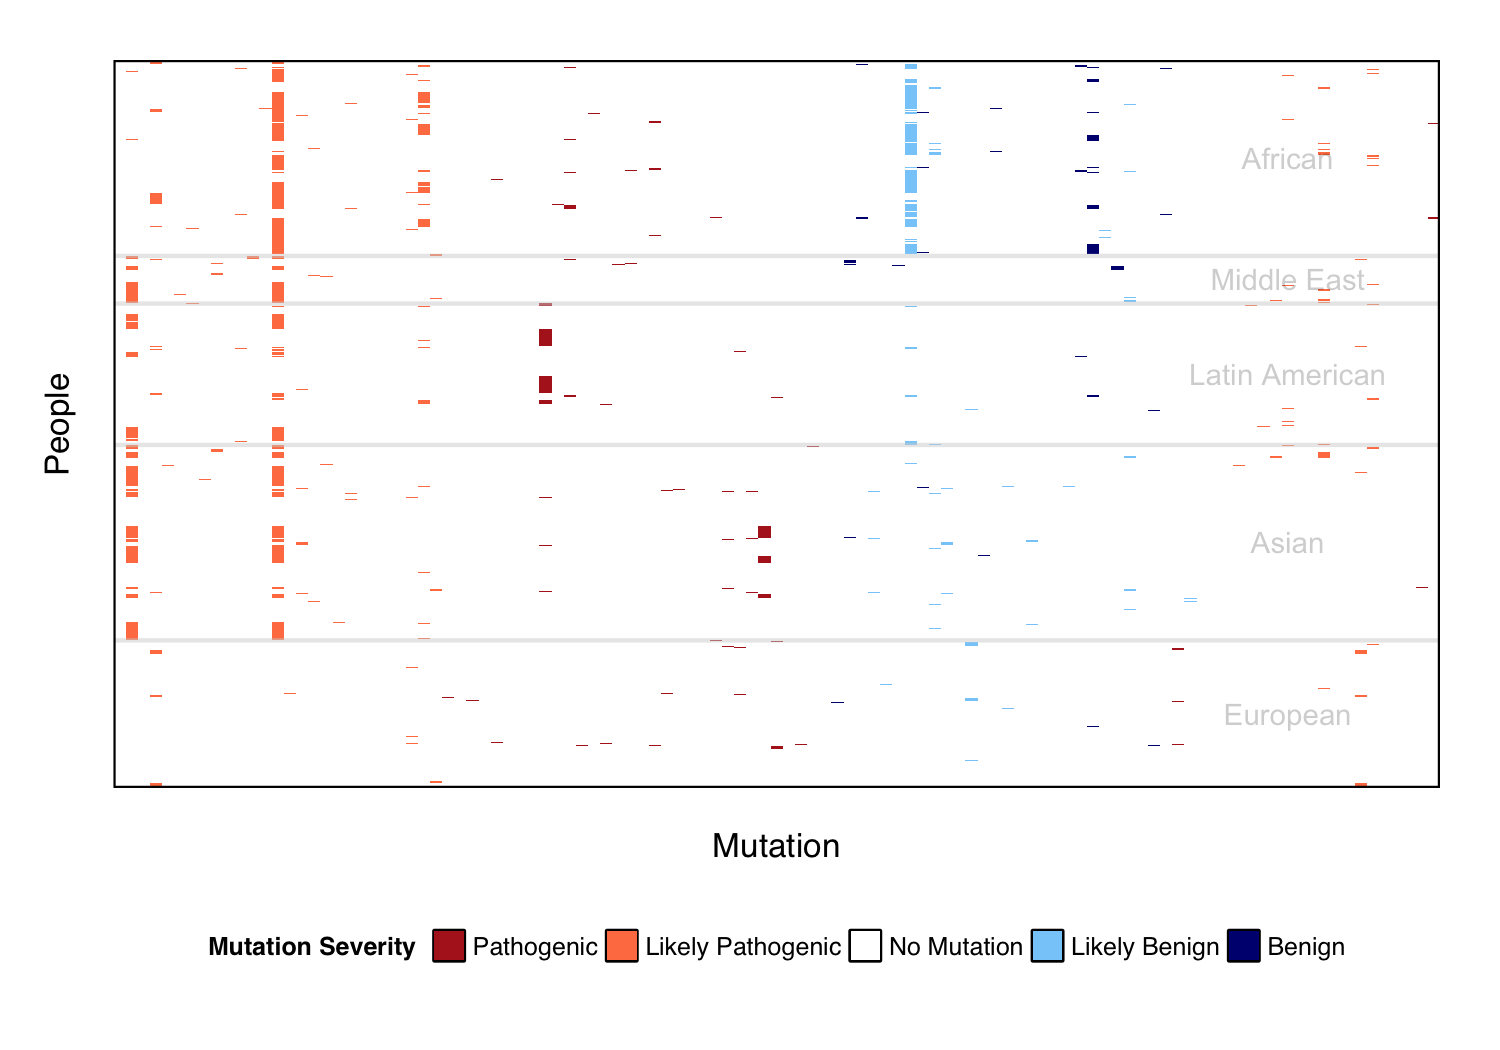 African
Middle East
Latin American
Asian
European
People
Mutation
Mutation Severity Pathogenic Likely Pathogenic No Mutation Likely Benign Benign